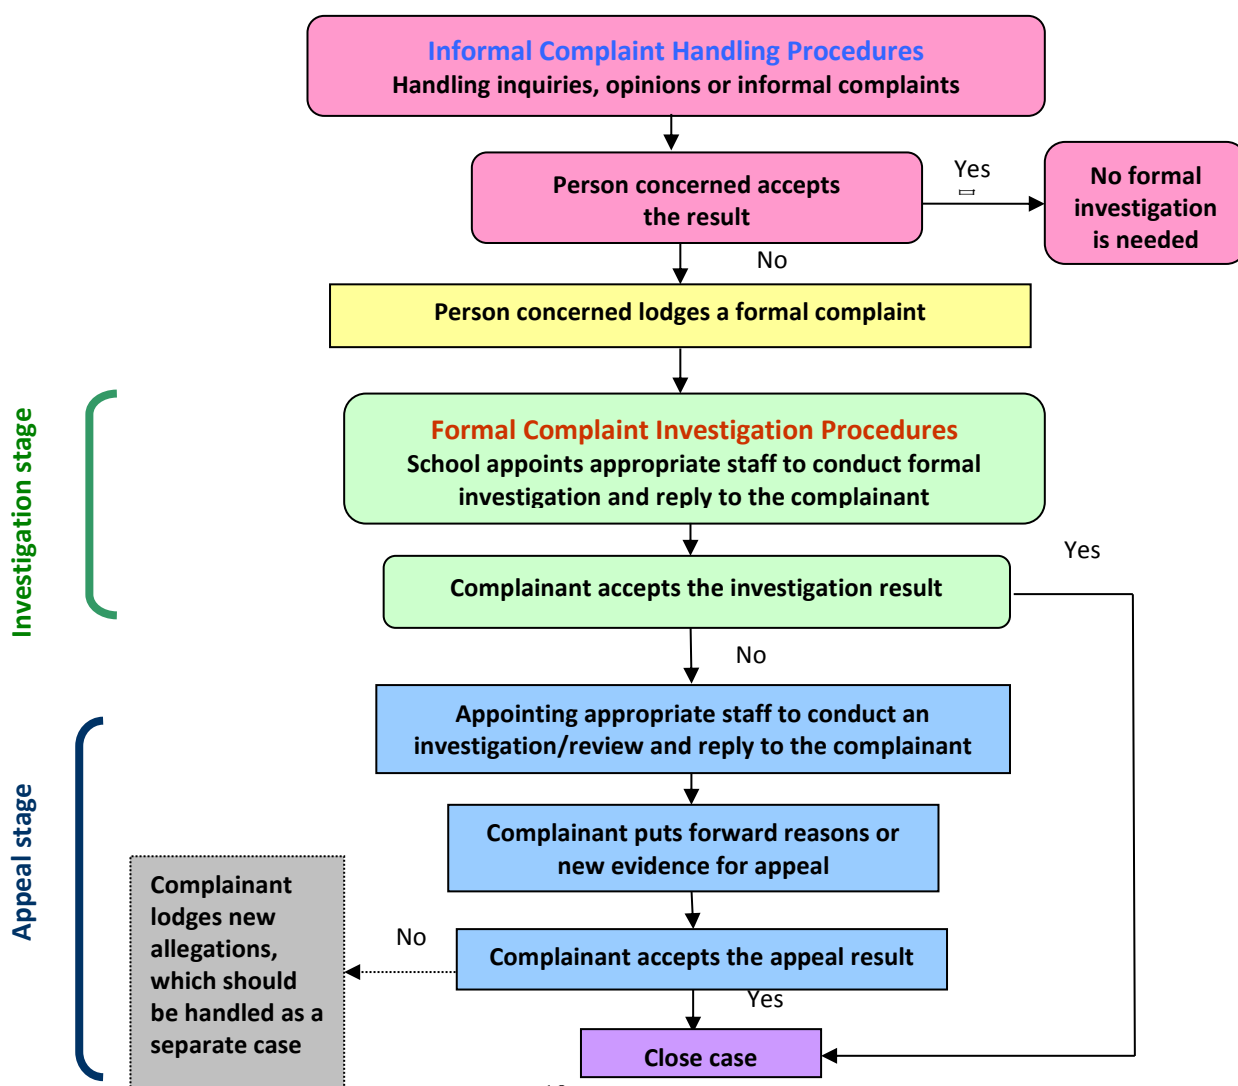 Informal Complaint Handling Procedures
Handling inquiries, opinions or informal complaints
Person concerned accepts
the result
Yes
No formal
investigation
is needed
No
Person concerned lodges a formal complaint
Investigation stage
Formal Complaint Investigation Procedures
School appoints appropriate staff to conduct formal
investigation and reply to the complainant
Yes
Complainant accepts the investigation result
No
Appeal stage
Appointing appropriate staff to conduct an
investigation/review and reply to the complainant
Complainant puts forward reasons or
new evidence for appeal
Complainant
lodges new
allegations,
which should
be handled as a
separate case
No
Complainant accepts the appeal result
Yes
Close case